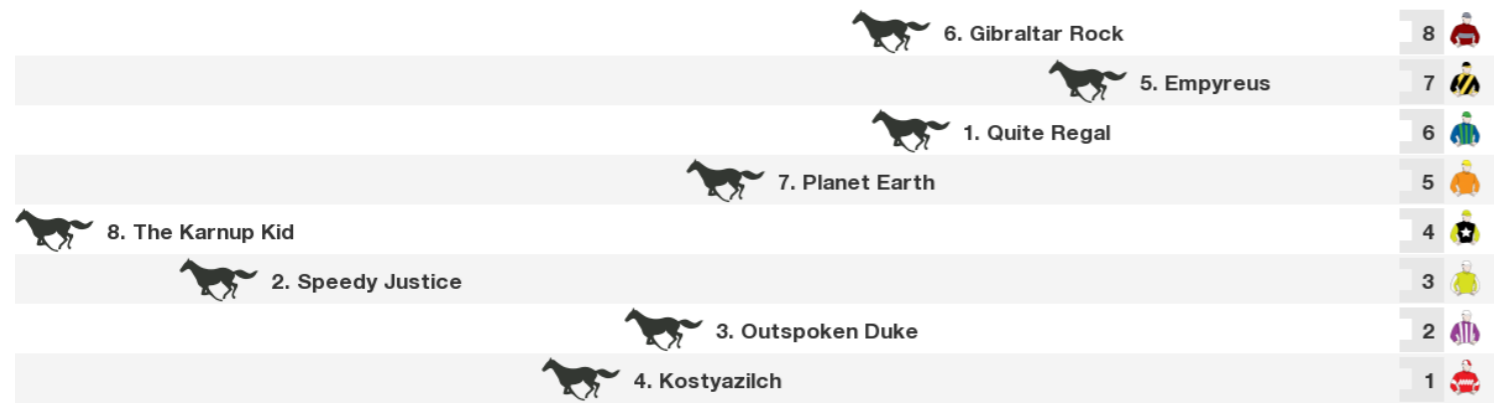 6. Gibraltar Rock 8
5. Empyreus 7
1. Quite Regal 6
7. Planet Earth 5
8. The Karnup Kid 4
2. Speedy Justice 3
3. Outspoken Duke 2
4. Kostyazilch 1